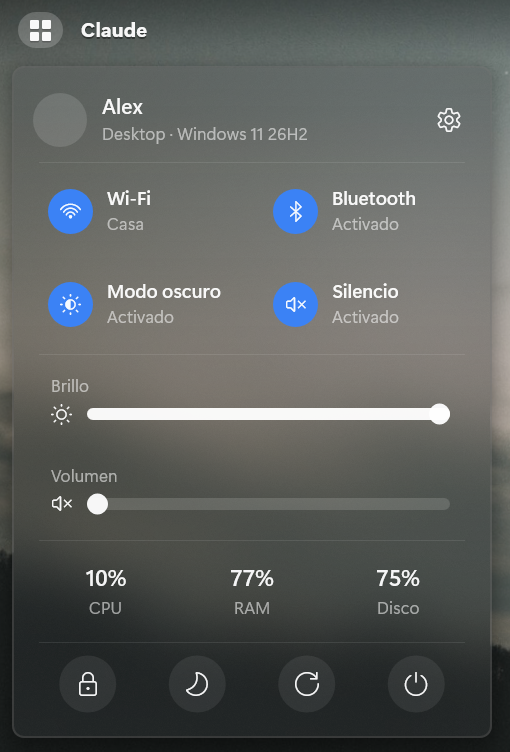 Claude
Alex
Desktop · Windows 11 26H2
Wi-Fi
Casa
Bluetooth
Activado
Modo oscuro
Activado
Silencio
Activado
Brillo
Volumen
10%
CPU
77%
RAM
75%
Disco